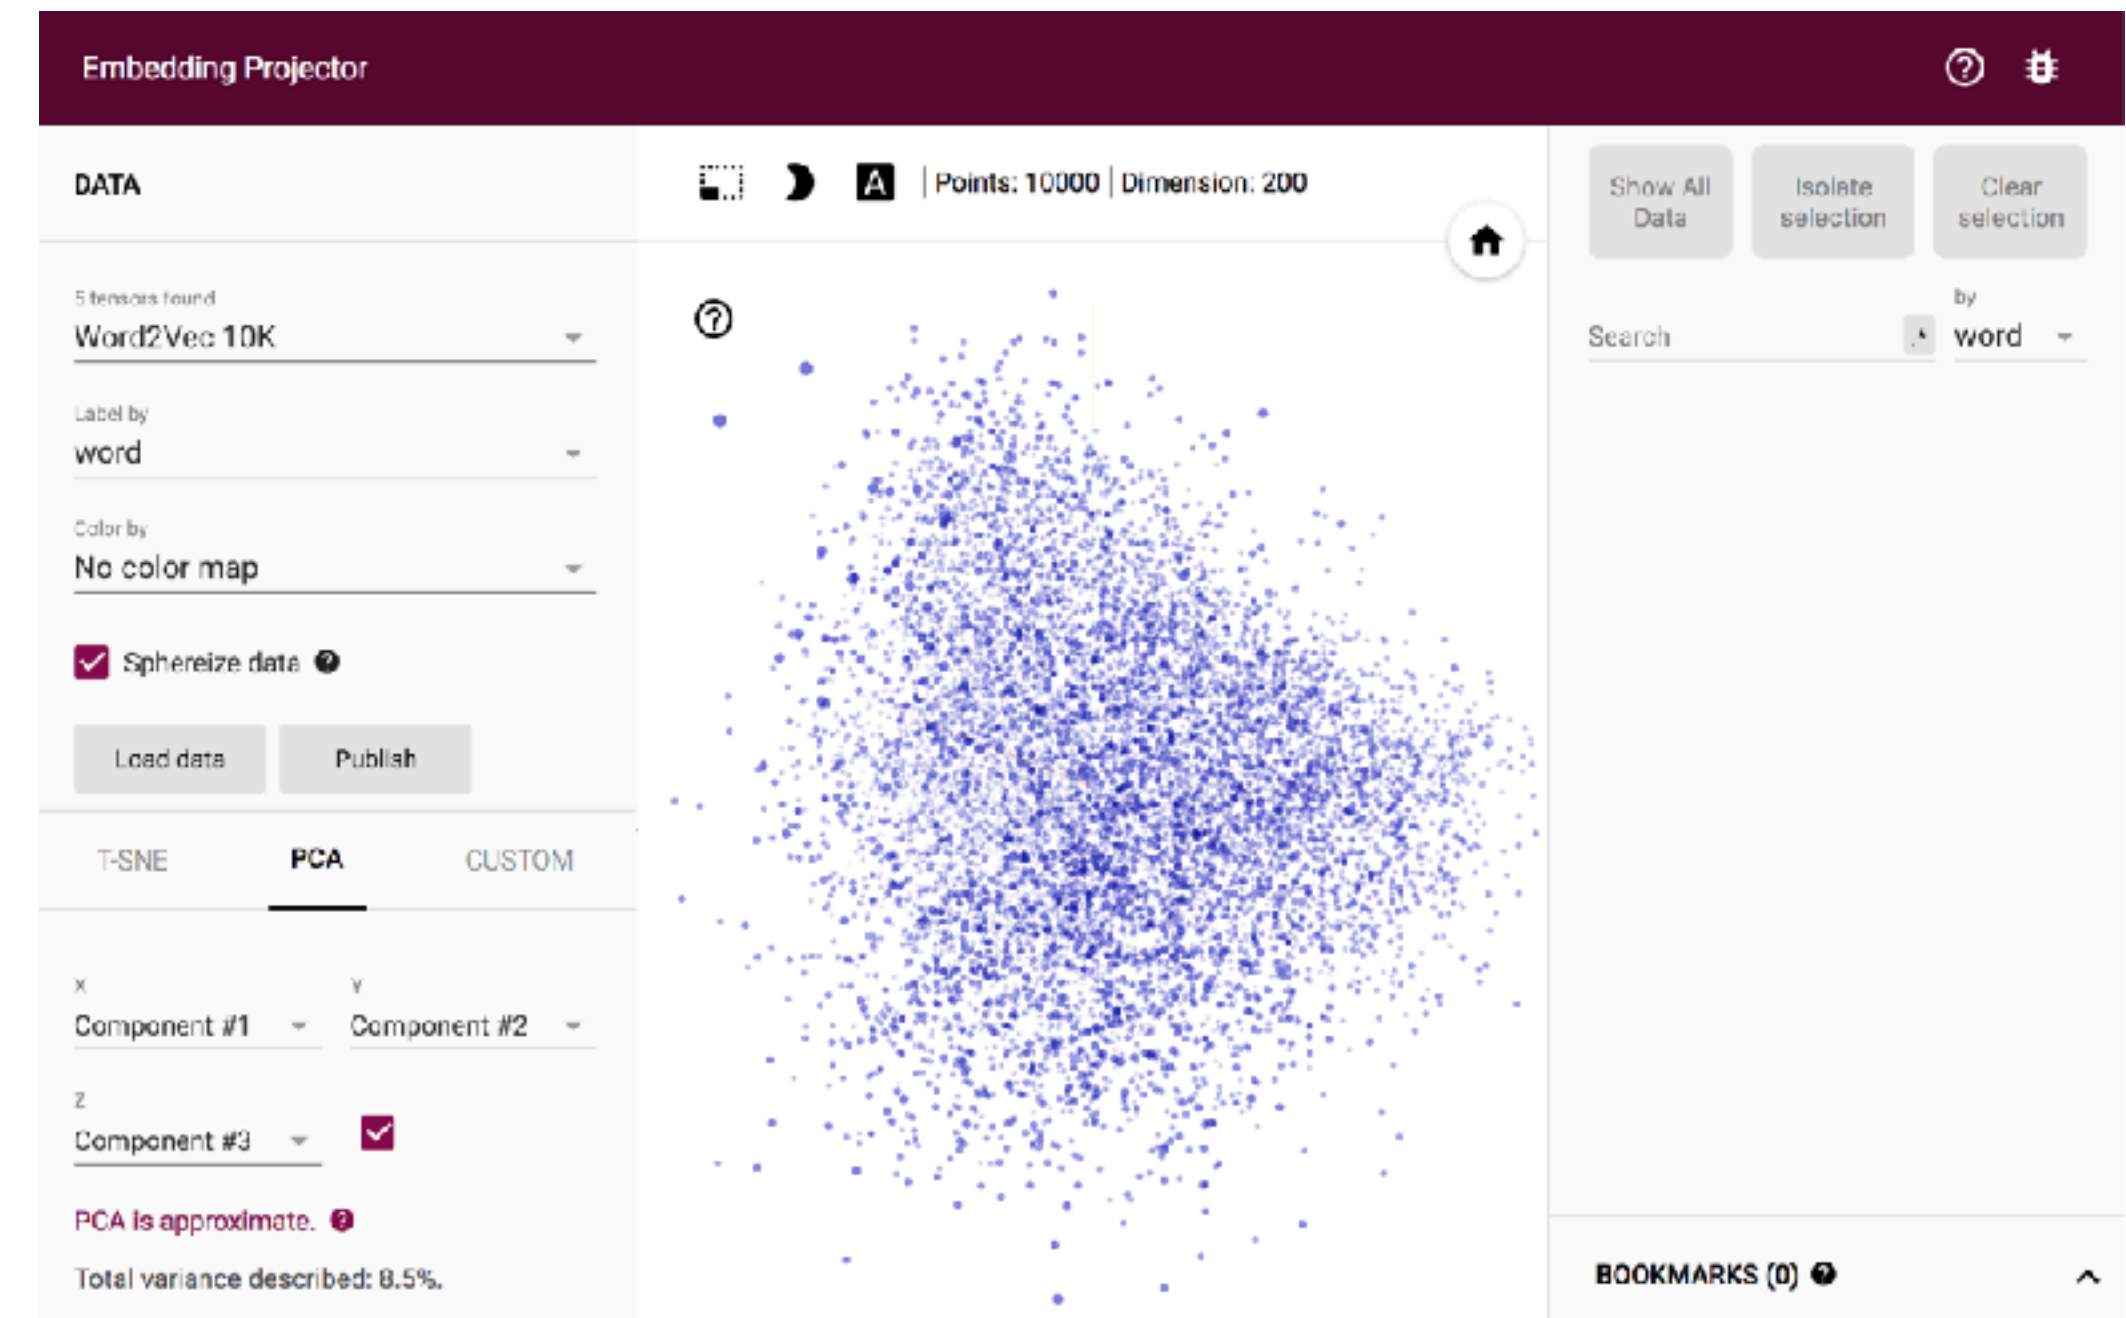 Embedding Projector
DATA
5 tensors found
Word2Vec 10K
Label by
word
Color by
No color map
Sphereize data
Load data
Publish
T-SNE
PCA
CUSTOM
X
Component #1
Y
Component #2
Z
Component #3
PCA is approximate.
Total variance described: 8.5%.
A
Points: 10000
Dimension: 200
Show All
Data
Isolate
selection
Clear
selection
Search
.*
by
word
BOOKMARKS (0)